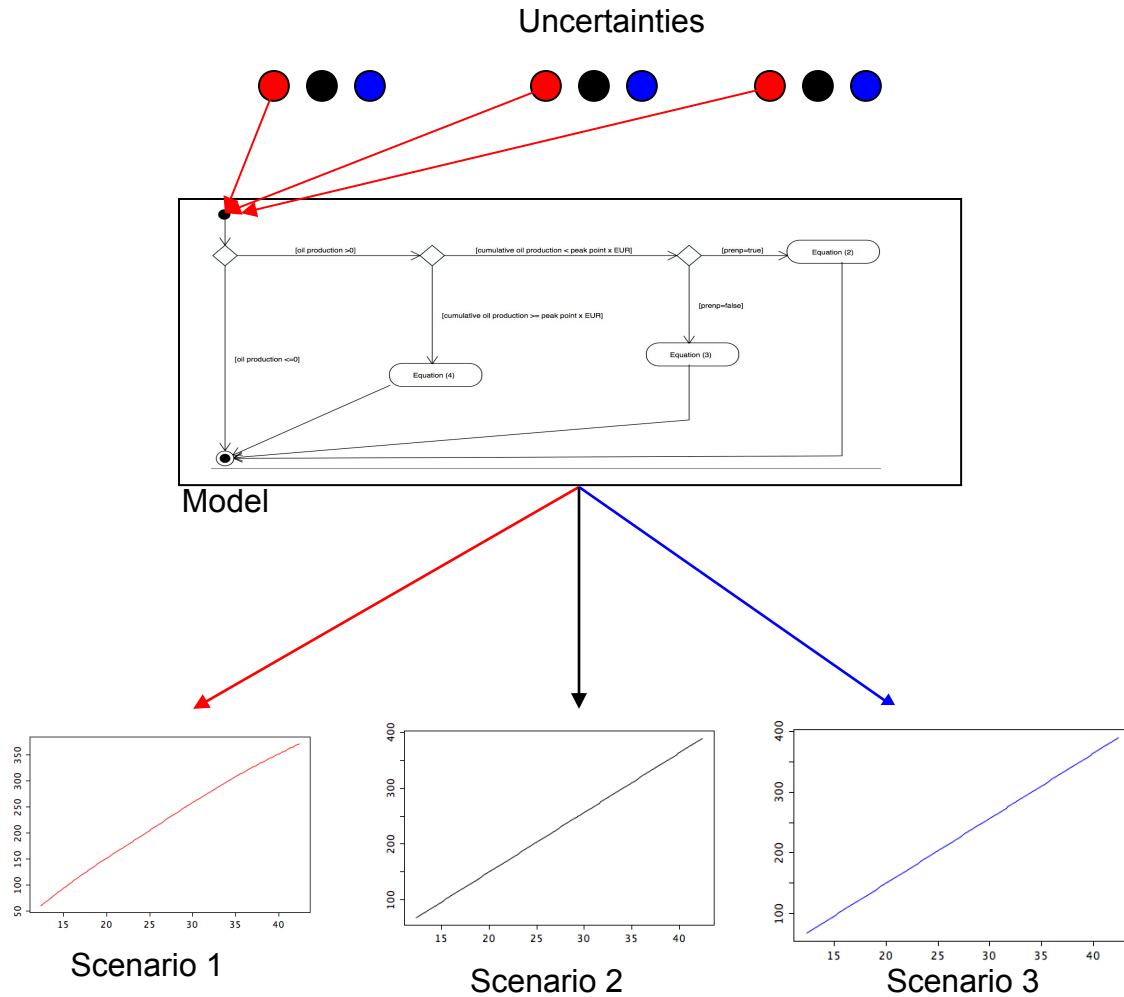 Uncertainties
[oil production >0]
[cumulative oil production < peak point x EUR]
[prenp=true]
Equation (2)
[prenp=false]
[cumulative oil production >= peak point x EUR]
[oil production <=0]
Equation (3)
Equation (4)
Model
350
300
250
200
150
100
50
15 20 25 30 35 40
Scenario 1
400
300
200
100
15 20 25 30 35 40
Scenario 2
400
300
200
100
15 20 25 30 35 40
Scenario 3